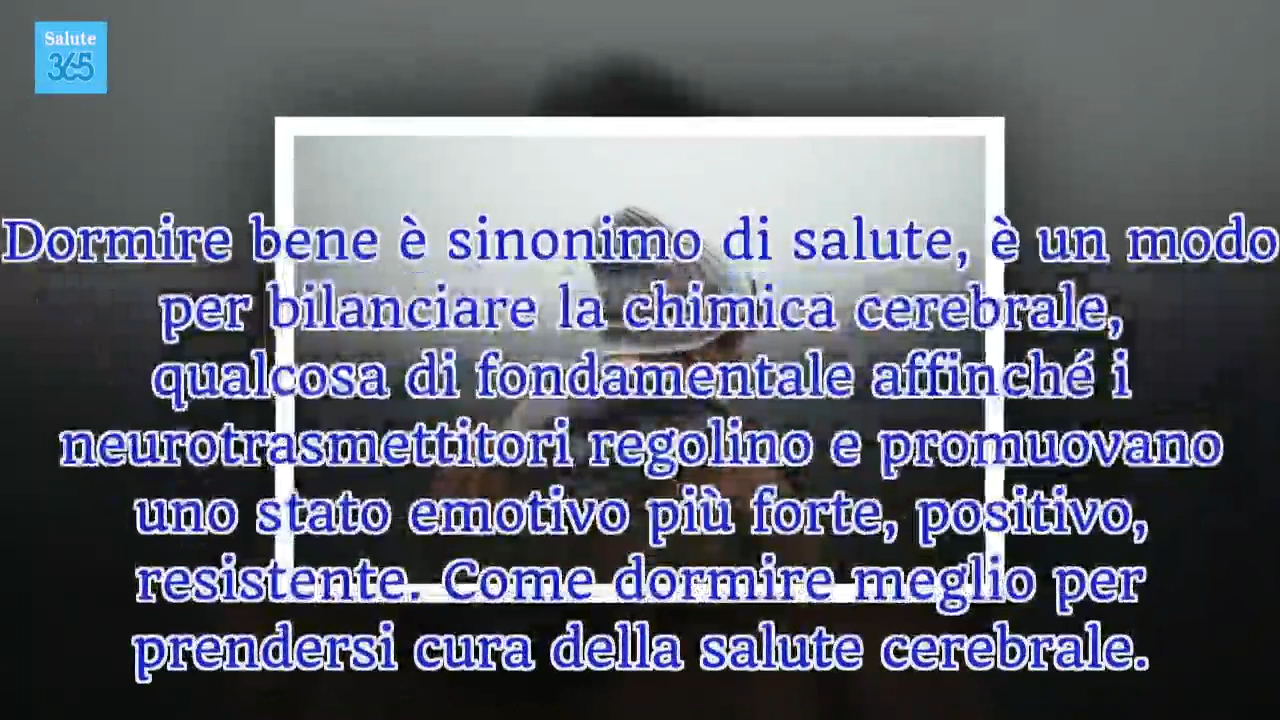 Salute
365
Dormire bene è sinonimo di salute, è un modo
per bilanciare la chimica cerebrale,
qualcosa di fondamentale affinché i
neurotrasmettitori regolino e promuovano
uno stato emotivo più forte, positivo,
resistente. Come dormire meglio per
prendersi cura della salute cerebrale.